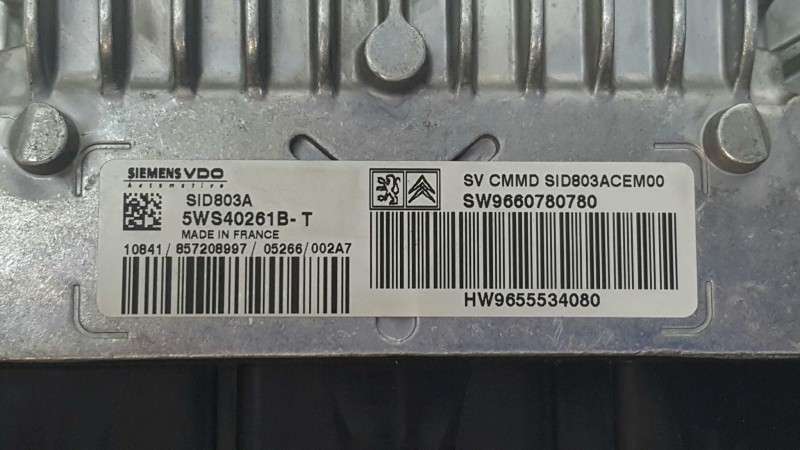 SIEMENS VDO
Automotive
SID803A
5WS40261B- T
MADE IN FRANCE
10841/ 857208997/ 05266/002A7
SV CMMD SID803ACEM00
SW9660780780
HW9655534080